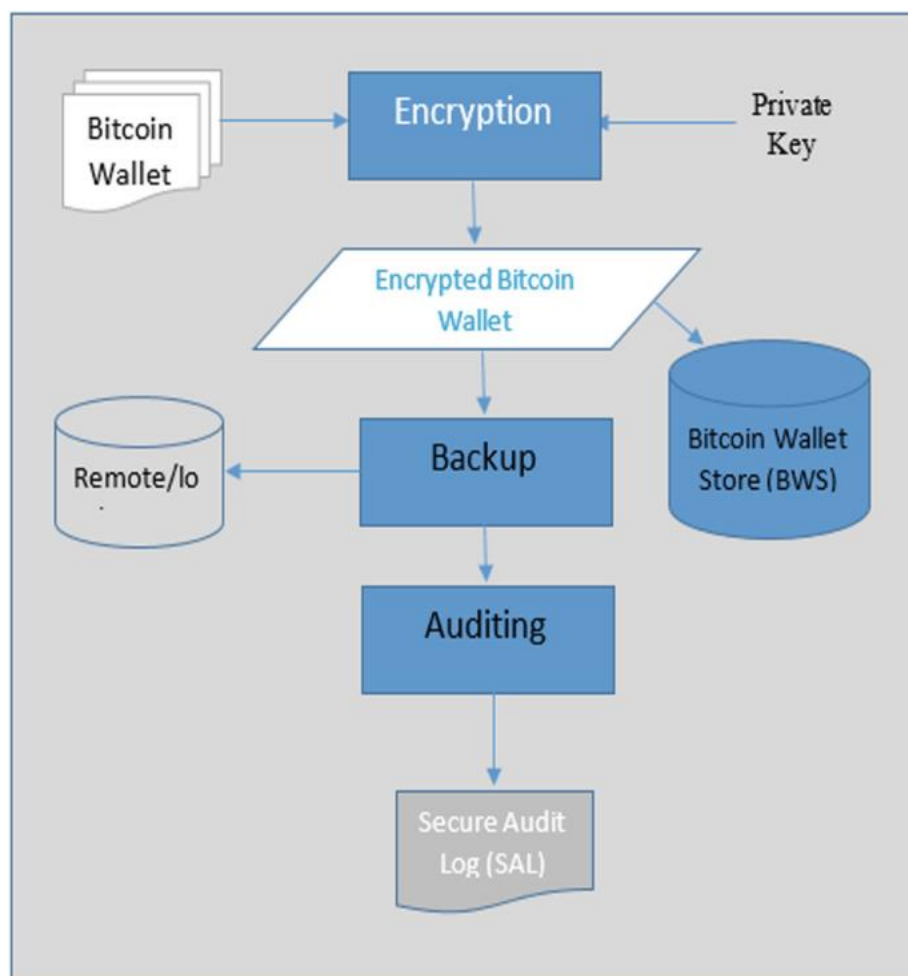 Encryption
Private
Key
Bitcoin
Wallet
Encrypted Bitcoin
Wallet
Bitcoin Wallet
Store (BWS)
Backup
Remote/lo
Auditing
Secure Audit
Log (SAL)